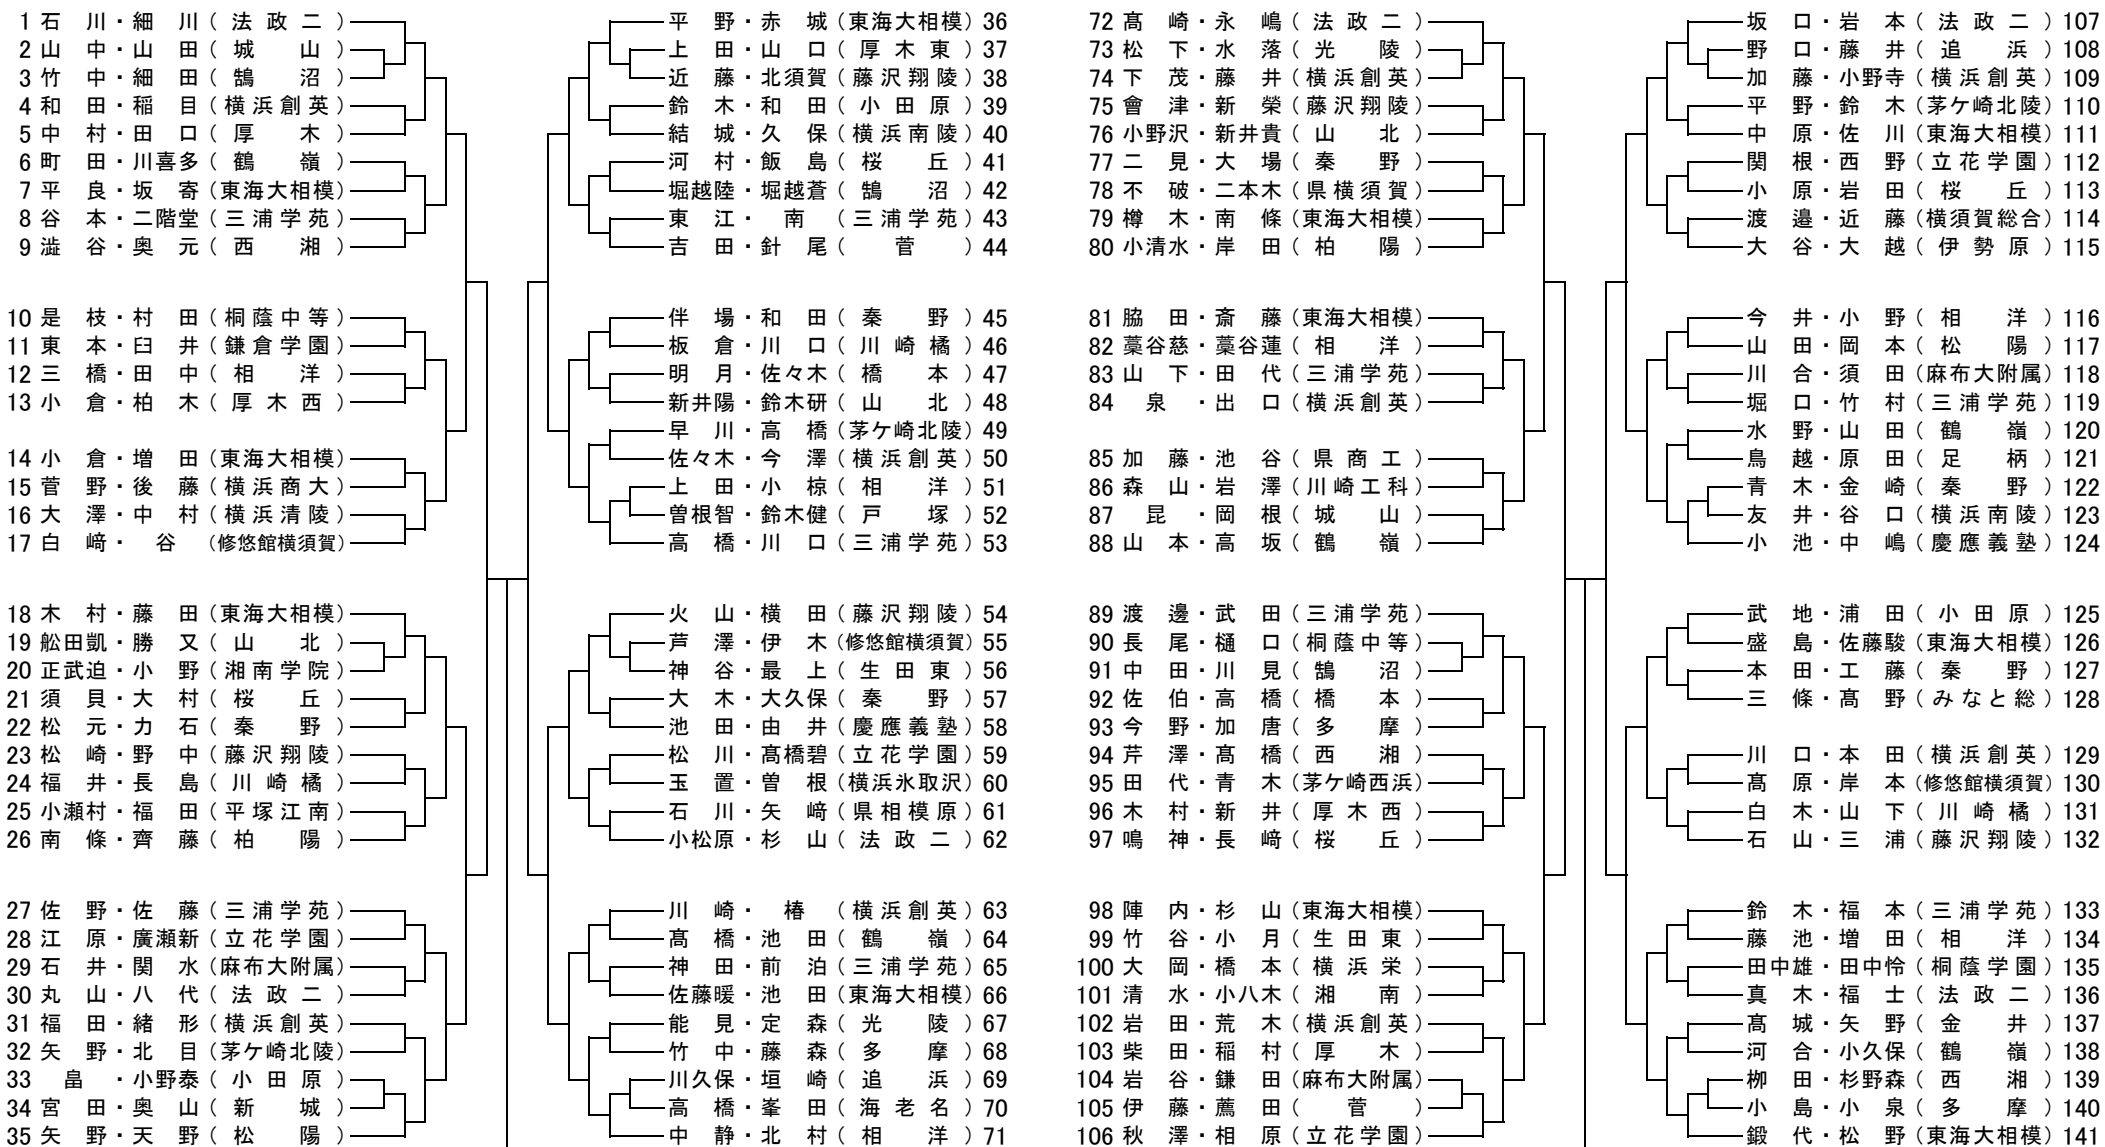 1 石川・細川(法政二)
2 山中・山田(城山)
3 竹中・細田(鵠沼)
4 和田・稲目(横浜創英)
5 中村・田口(厚木)
6 町田・川喜多(鶴嶺)
7 平良・坂寄(東海大相模)
8 谷本・二階堂(三浦学苑)
9 澁谷・奥元(西湘)
10 是枝・村田(桐蔭中等)
11 東本・臼井(鎌倉学園)
12 三橋・田中(相洋)
13 小倉・柏木(厚木西)
14 小倉・増田(東海大相模)
15 菅野・後藤(横浜商大)
16 大澤・中村(横浜清陵)
17 白﨑・谷(修悠館横須賀)
18 木村・藤田(東海大相模)
19 舩田凱・勝又(山北)
20 正武迫・小野(湘南学院)
21 須貝・大村(桜丘)
22 松元・力石(秦野)
23 松崎・野中(藤沢翔陵)
24 福井・長島(川崎橘)
25 小瀬村・福田(平塚江南)
26 南條・齊藤(柏陽)
27 佐野・佐藤(三浦学苑)
28 江原・廣瀬新(立花学園)
29 石井・関水(麻布大附属)
30 丸山・八代(法政二)
31 福田・緒形(横浜創英)
32 矢野・北目(茅ケ崎北陵)
33 畠・小野泰(小田原)
34 宮田・奥山(新城)
35 矢野・天野(松陽)
平野・赤城(東海大相模)36
上田・山口(厚木東)37
近藤・北須賀(藤沢翔陵)38
鈴木・和田(小田原)39
結城・久保(横浜南陵)40
河村・飯島(桜丘)41
堀越陸・堀越蒼(鵠沼)42
東江・南(三浦学苑)43
吉田・針尾(菅)44
伴場・和田(秦野)45
板倉・川口(川崎橘)46
明月・佐々木(橋本)47
新井陽・鈴木研(山北)48
早川・高橋(茅ケ崎北陵)49
佐々木・今澤(横浜創英)50
上田・小椋(相洋)51
曽根智・鈴木健(戸塚)52
高橋・川口(三浦学苑)53
火山・横田(藤沢翔陵)54
芦澤・伊木(修悠館横須賀)55
神谷・最上(生田東)56
大木・大久保(秦野)57
池田・由井(慶應義塾)58
松川・髙橋碧(立花学園)59
玉置・曽根(横浜氷取沢)60
石川・矢﨑(県相模原)61
小松原・杉山(法政二)62
川崎・椿(横浜創英)63
髙橋・池田(鶴嶺)64
神田・前泊(三浦学苑)65
佐藤暖・池田(東海大相模)66
能見・定森(光陵)67
竹中・藤森(多摩)68
川久保・垣崎(追浜)69
高橋・峯田(海老名)70
中静・北村(相洋)71
72 髙崎・永嶋(法政二)
73 松下・水落(光陵)
74 下茂・藤井(横浜創英)
75 會津・新榮(藤沢翔陵)
76 小野沢・新井貴(山北)
77 二見・大場(秦野)
78 不破・二本木(県横須賀)
79 樽木・南條(東海大相模)
80 小清水・岸田(柏陽)
81 脇田・斎藤(東海大相模)
82 藁谷慈・藁谷蓮(相洋)
83 山下・田代(三浦学苑)
84 泉・出口(横浜創英)
85 加藤・池谷(県商工)
86 森山・岩澤(川崎工科)
87 昆・岡根(城山)
88 山本・高坂(鶴嶺)
89 渡邊・武田(三浦学苑)
90 長尾・樋口(桐蔭中等)
91 中田・川見(鵠沼)
92 佐伯・高橋(橋本)
93 今野・加唐(多摩)
94 芹澤・髙橋(西湘)
95 田代・青木(茅ケ崎西浜)
96 木村・新井(厚木西)
97 鳴神・長﨑(桜丘)
98 陣内・杉山(東海大相模)
99 竹谷・小月(生田東)
100 大岡・橋本(横浜栄)
101 清水・小八木(湘南)
102 岩田・荒木(横浜創英)
103 柴田・稲村(厚木)
104 岩谷・鎌田(麻布大附属)
105 伊藤・薦田(菅)
106 秋澤・相原(立花学園)
坂口・岩本(法政二)107
野口・藤井(追浜)108
加藤・小野寺(横浜創英)109
平野・鈴木(茅ケ崎北陵)110
中原・佐川(東海大相模)111
関根・西野(立花学園)112
小原・岩田(桜丘)113
渡邉・近藤(横須賀総合)114
大谷・大越(伊勢原)115
今井・小野(相洋)116
山田・岡本(松陽)117
川合・須田(麻布大附属)118
堀口・竹村(三浦学苑)119
水野・山田(鶴嶺)120
鳥越・原田(足柄)121
青木・金崎(秦野)122
友井・谷口(横浜南陵)123
小池・中嶋(慶應義塾)124
武地・浦田(小田原)125
盛島・佐藤駿(東海大相模)126
本田・工藤(秦野)127
三條・髙野(みなと総)128
川口・本田(横浜創英)129
髙原・岸本(修悠館横須賀)130
白木・山下(川崎橘)131
石山・三浦(藤沢翔陵)132
鈴木・福本(三浦学苑)133
藤池・増田(相洋)134
田中雄・田中怜(桐蔭学園)135
真木・福士(法政二)136
髙城・矢野(金井)137
河合・小久保(鶴嶺)138
栁田・杉野森(西湘)139
小島・小泉(多摩)140
鍛代・松野(東海大相模)141